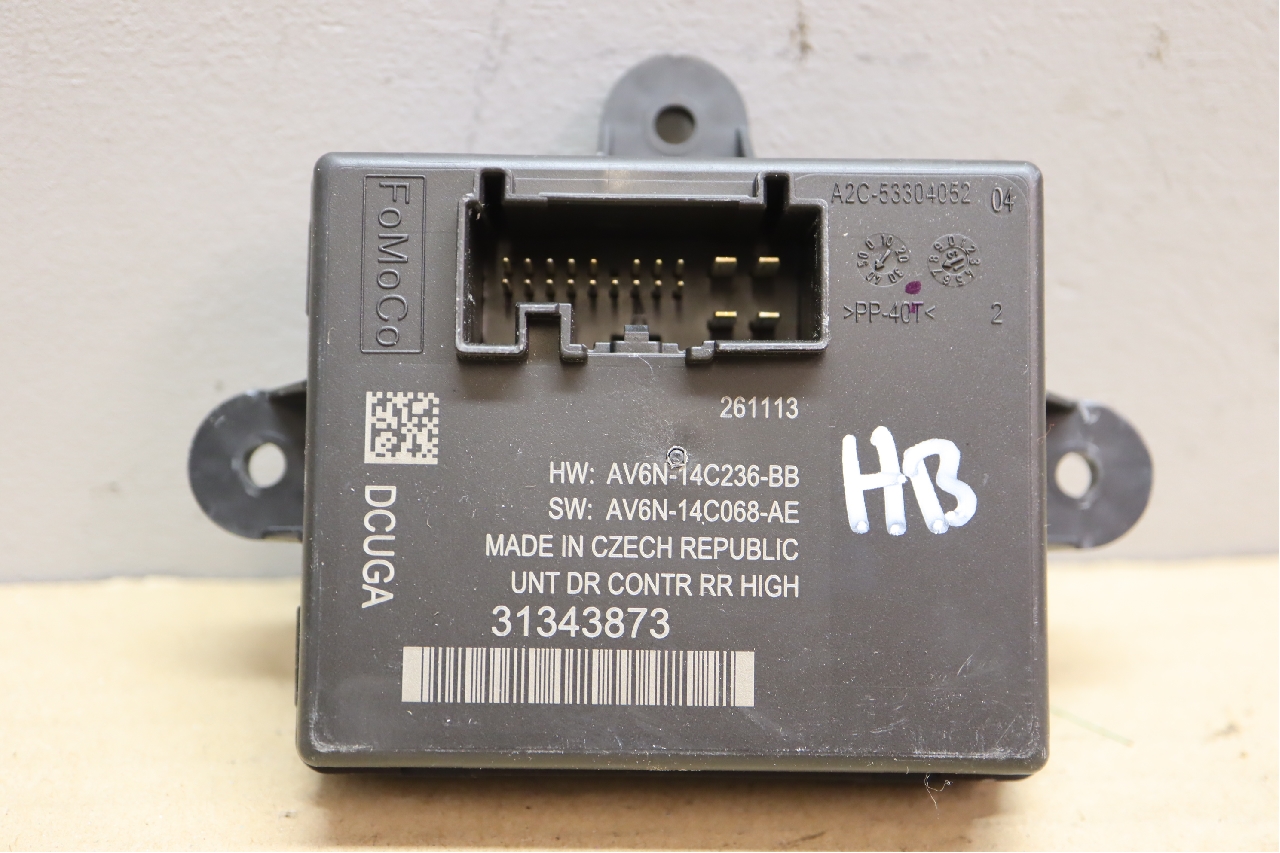 FoMoCo
A2C-53304052 04
>PP-40T< 2
261113
HW: AV6N-14C236-BB
SW: AV6N-14C068-AE
MADE IN CZECH REPUBLIC
UNT DR CONTR RR HIGH
31343873
DCUGA
HB